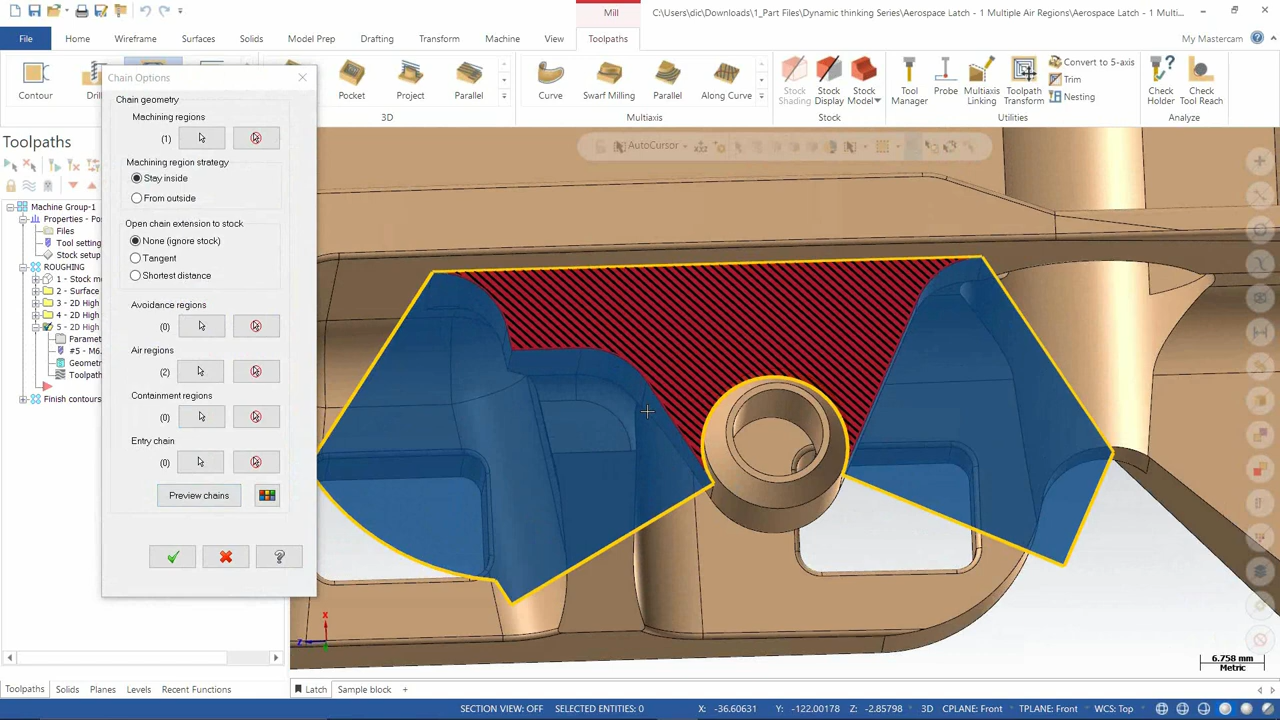 Mill
C:\Users\dic\Downloads\1_Part Files\Dynamic thinking Series\Aerospace Latch - 1 Multiple Air Regions\Aerospace Latch - 1 Multi...
File
Home
Wireframe
Surfaces
Solids
Model Prep
Drafting
Transform
Machine
View
Toolpaths
My Mastercam
Contour
Dril
Pocket
Project
Parallel
Curve
Swarf Milling
Parallel
Along Curve
Stock Shading
Stock Display
Stock Model
Tool Manager
Probe
Multiaxis Linking
Toolpath Transform
Convert to 5-axis
Trim
Nesting
Check Holder
Check Tool Reach
3D
Multiaxis
Stock
Utilities
Analyze
Toolpaths
Machine Group-1
Properties - Po
Files
Tool setting
Stock setup
ROUGHING
1 - Stock m
2 - Surface
3 - 2D High
4 - 2D High
5 - 2D High
Paramet
#5 - M6.
Geomet
Toolpath
Finish contours
Chain Options
Chain geometry
Machining regions
(1)
Machining region strategy
Stay inside
From outside
Open chain extension to stock
None (ignore stock)
Tangent
Shortest distance
Avoidance regions
(0)
Air regions
(2)
Containment regions
(0)
Entry chain
(0)
Preview chains
AutoCursor
X
Z
6.758 mm
Metric
Toolpaths
Solids
Planes
Levels
Recent Functions
Latch
Sample block
+
SECTION VIEW: OFF
SELECTED ENTITIES: 0
X: -36.60631
Y: -122.00178
Z: -2.85798
3D
CPLANE: Front
TPLANE: Front
WCS: Top